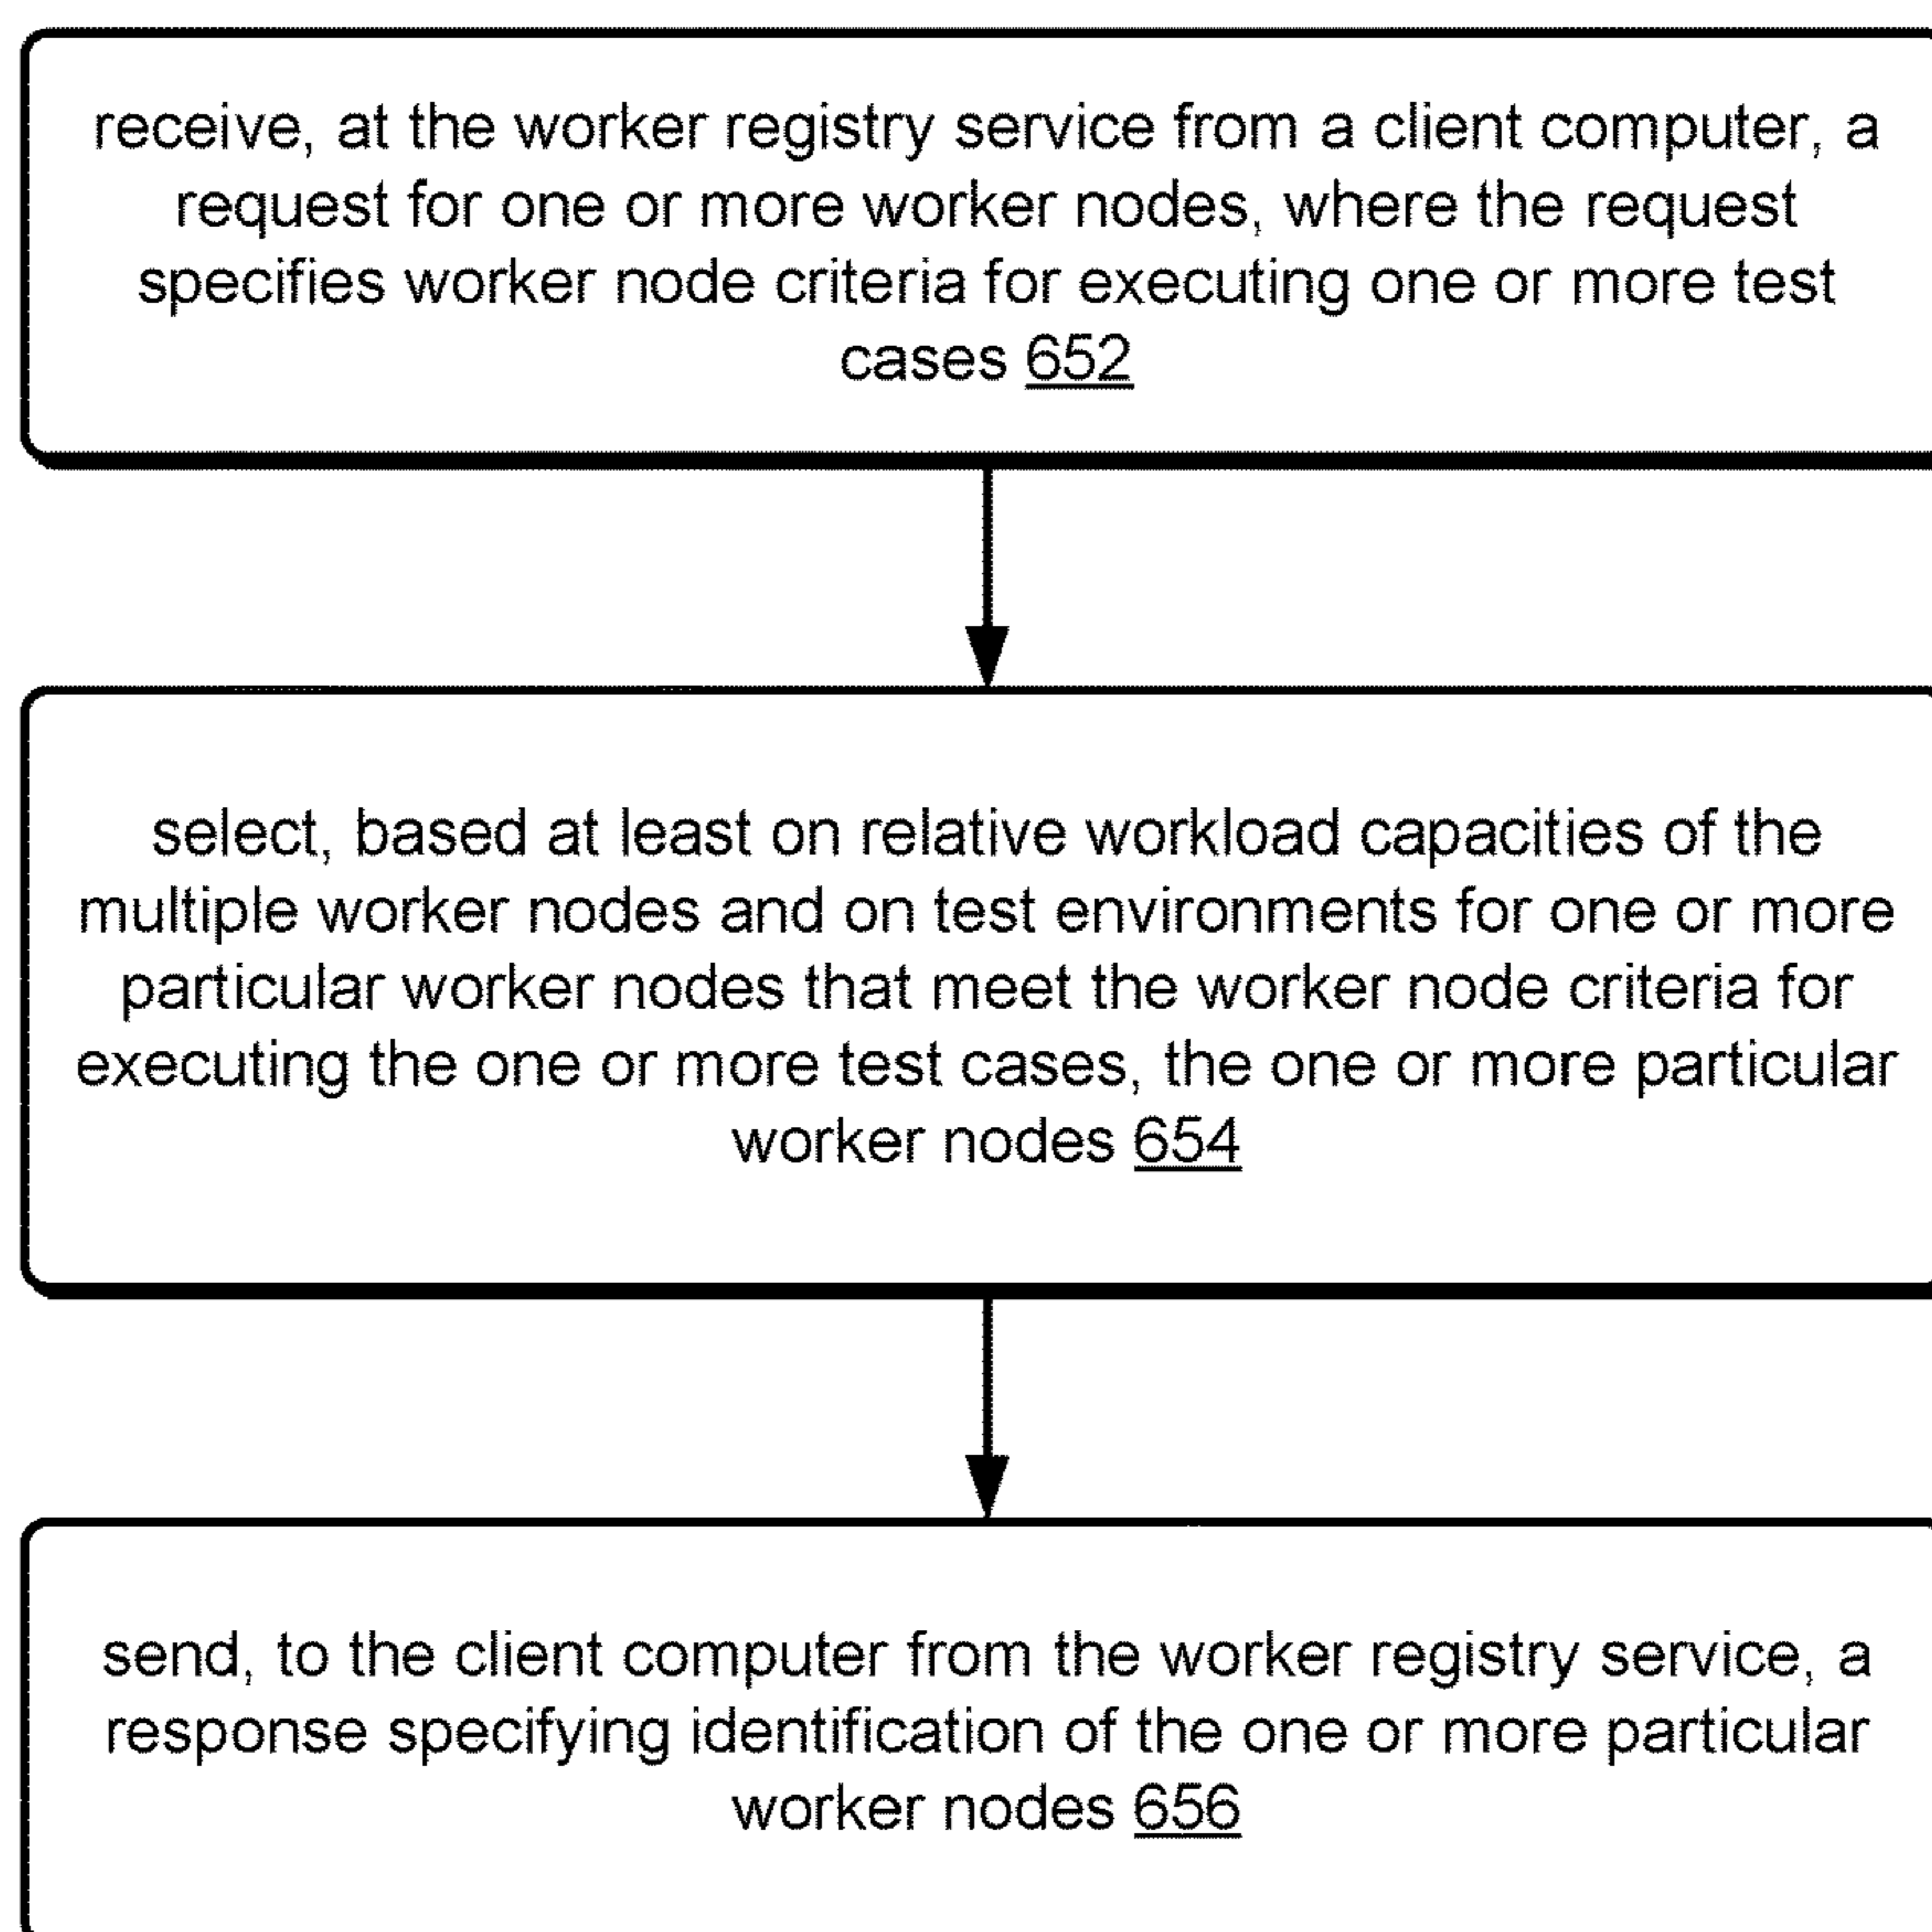 receive, at the worker registry service from a client computer, a
request for one or more worker nodes, where the request
specifies worker node criteria for executing one or more test
cases 652
select, based at least on relative workload capacities of the
multiple worker nodes and on test environments for one or more
particular worker nodes that meet the worker node criteria for
executing the one or more test cases, the one or more particular
worker nodes 654
send, to the client computer from the worker registry service, a
response specifying identification of the one or more particular
worker nodes 656